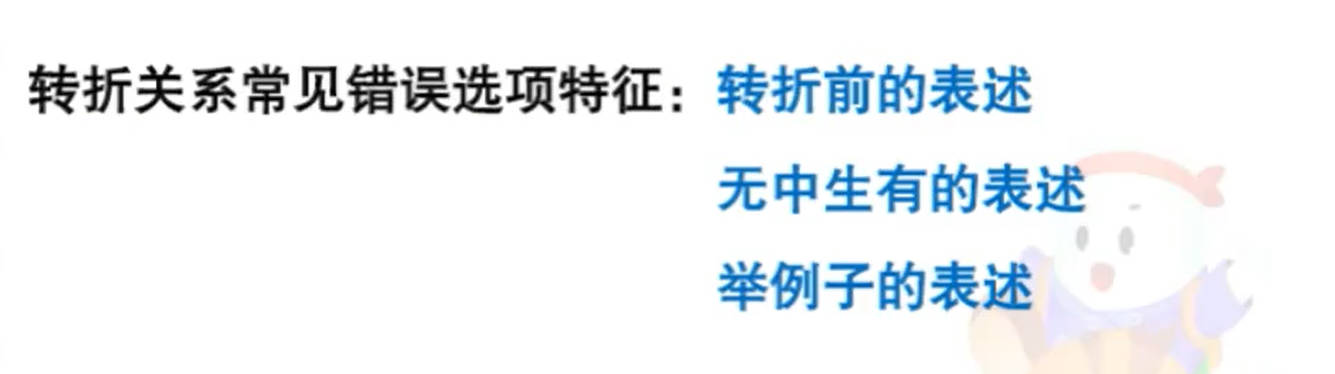 转折关系常见错误选项特征：转折前的表述
无中生有的表述
举例子的表述